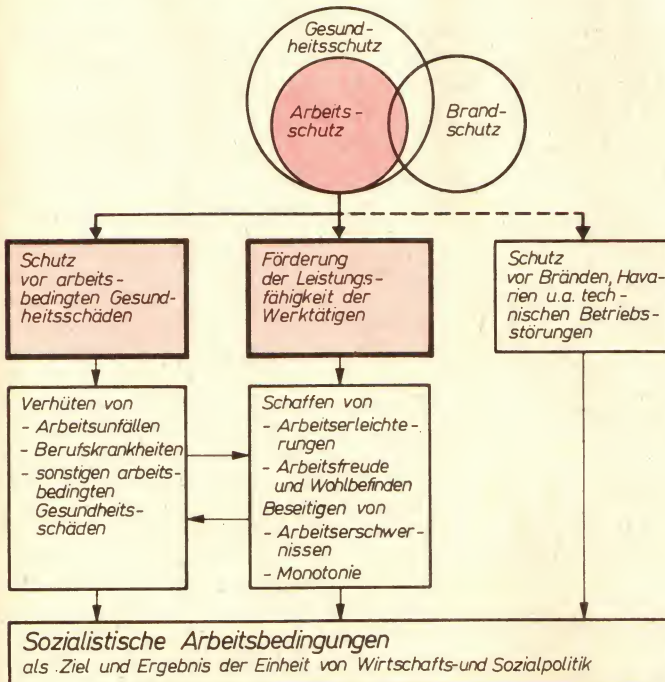 Gesund-
heitsschutz
Arbeits-
schutz
Brand-
schutz
Schutz
vor arbeits-
bedingten Gesund-
heitsschäden
Förderung
der Leistungs-
fähigkeit der
Werktätigen
Schutz
vor Bränden, Hava-
rien u.a. tech-
nischen Betriebs-
störungen
Verhüten von
- Arbeitsunfällen
- Berufskrankheiten
- sonstigen arbeits-
bedingten
Gesundheits-
schäden
Schaffen von
- Arbeitserleichte-
rungen
- Arbeitsfreude
und Wohlbefinden
Beseitigen von
- Arbeitserschwer-
nissen
- Monotonie
Sozialistische Arbeitsbedingungen
als Ziel und Ergebnis der Einheit von Wirtschafts- und Sozialpolitik